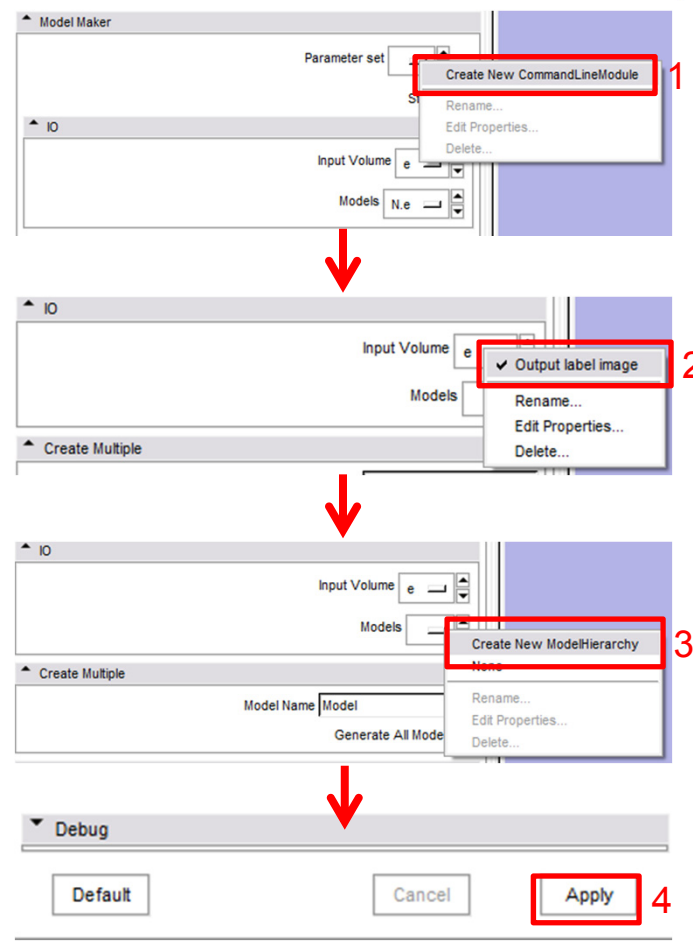 Model Maker
Parameter set
Create New CommandLineModule
1
Rename...
IO
Edit Properties...
Delete...
Input Volume e
Models N.e
IO
Input Volume e
Output label image
2
Models
Rename...
Edit Properties...
Create Multiple
Delete...
IO
Input Volume e
Models
Create New ModelHierarchy
3
None
Create Multiple
Model Name Model
Rename...
Edit Properties...
Generate All Mode
Delete...
Debug
Default
Cancel
Apply
4